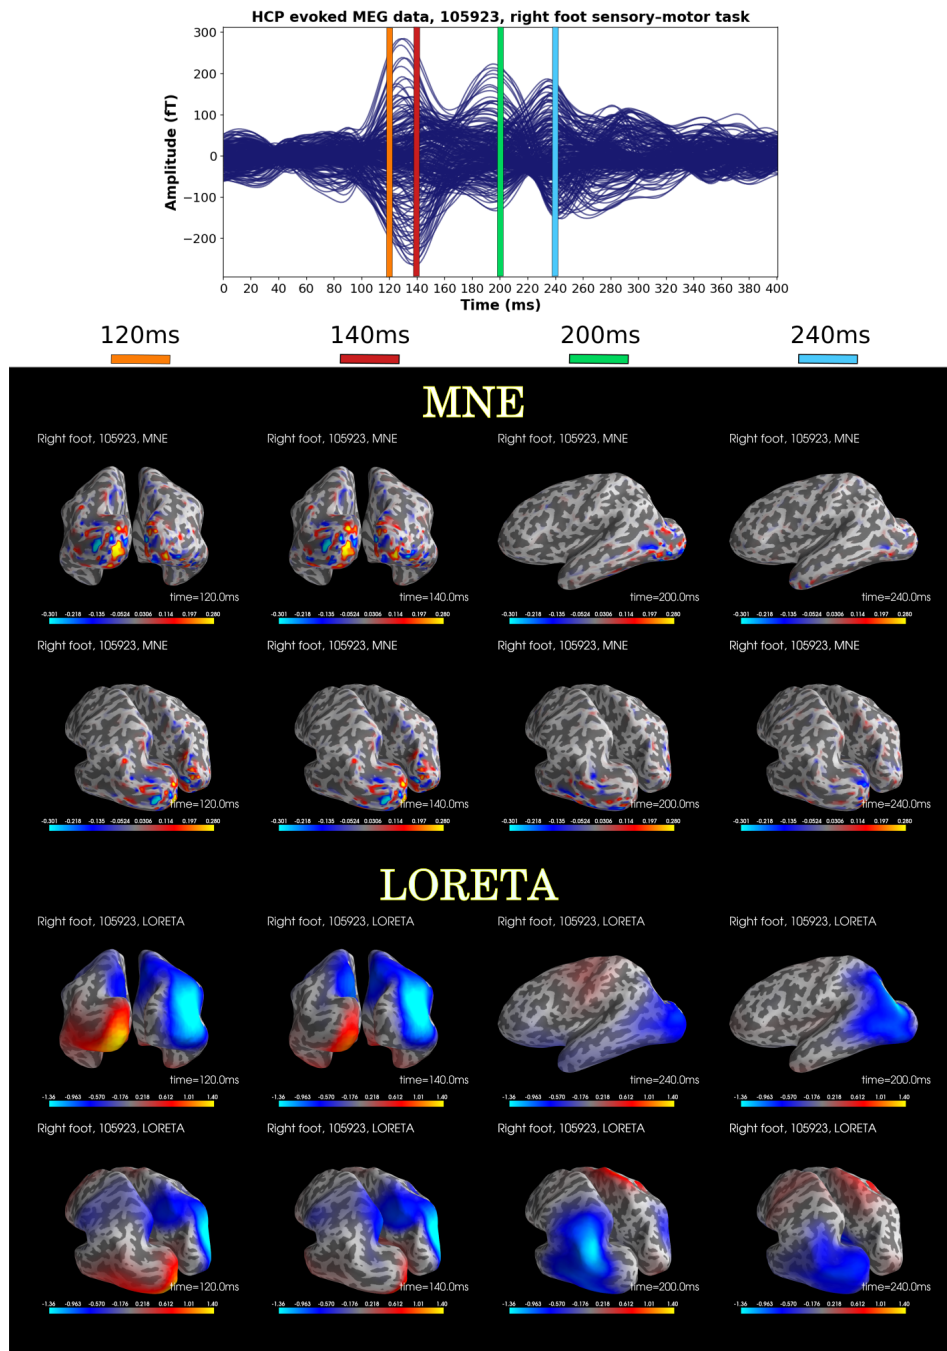 HCP evoked MEG data, 105923, right foot sensory–motor task
300
200
100
0
−100
−200
Amplitude (fT)
0 20 40 60 80 100 120 140 160 180 200 220 240 260 280 300 320 340 360 380 400
Time (ms)
120ms 140ms 200ms 240ms
MNE
Right foot, 105923, MNE Right foot, 105923, MNE Right foot, 105923, MNE Right foot, 105923, MNE
time=120.0ms time=140.0ms time=200.0ms time=240.0ms
-0.301 -0.218 -0.135 -0.0524 0.0306 0.114 0.197 0.280 -0.301 -0.218 -0.135 -0.0524 0.0306 0.114 0.197 0.280 -0.301 -0.218 -0.135 -0.0524 0.0306 0.114 0.197 0.280 -0.301 -0.218 -0.135 -0.0524 0.0306 0.114 0.197 0.280
Right foot, 105923, MNE Right foot, 105923, MNE Right foot, 105923, MNE Right foot, 105923, MNE
time=120.0ms time=140.0ms time=200.0ms time=240.0ms
-0.301 -0.218 -0.135 -0.0524 0.0306 0.114 0.197 0.280 -0.301 -0.218 -0.135 -0.0524 0.0306 0.114 0.197 0.280 -0.301 -0.218 -0.135 -0.0524 0.0306 0.114 0.197 0.280 -0.301 -0.218 -0.135 -0.0524 0.0306 0.114 0.197 0.280
LORETA
Right foot, 105923, LORETA Right foot, 105923, LORETA Right foot, 105923, LORETA Right foot, 105923, LORETA
time=120.0ms time=140.0ms time=240.0ms time=200.0ms
-1.36 -0.963 -0.570 -0.176 0.218 0.612 1.01 1.40 -1.36 -0.963 -0.570 -0.176 0.218 0.612 1.01 1.40 -1.36 -0.963 -0.570 -0.176 0.218 0.612 1.01 1.40 -1.36 -0.963 -0.570 -0.176 0.218 0.612 1.01 1.40
Right foot, 105923, LORETA Right foot, 105923, LORETA Right foot, 105923, LORETA Right foot, 105923, LORETA
time=120.0ms time=140.0ms time=200.0ms time=240.0ms
-1.36 -0.963 -0.570 -0.176 0.218 0.612 1.01 1.40 -1.36 -0.963 -0.570 -0.176 0.218 0.612 1.01 1.40 -1.36 -0.963 -0.570 -0.176 0.218 0.612 1.01 1.40 -1.36 -0.963 -0.570 -0.176 0.218 0.612 1.01 1.40